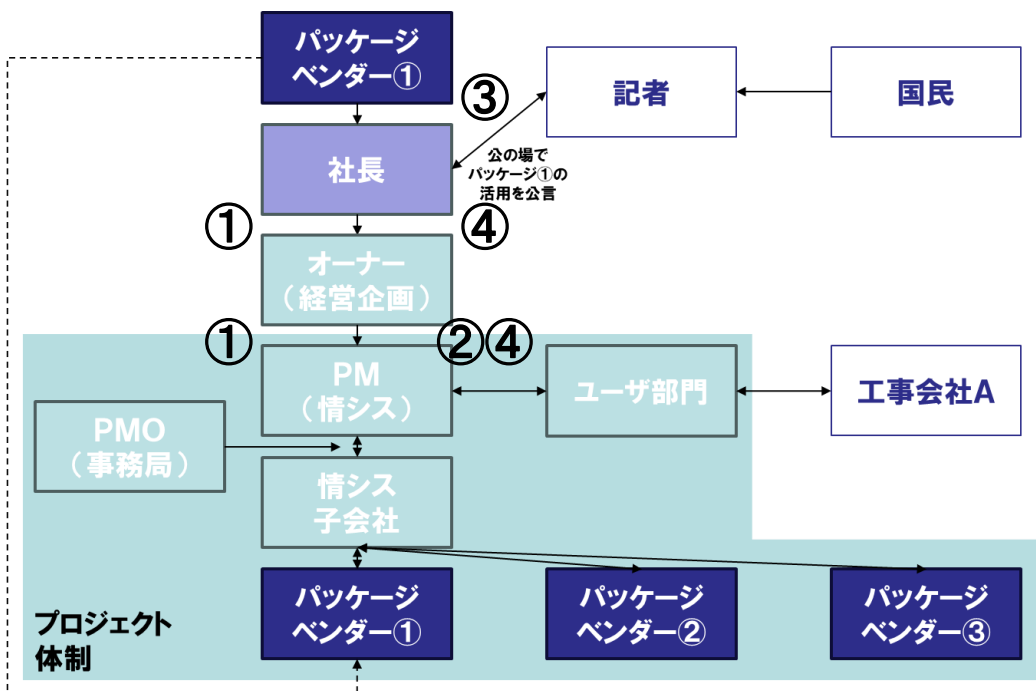 パッケージ
ベンダー①
③
記者
国民
社長
公の場で
パッケージ①の
活用を公言
①
④
オーナー
（経営企画）
①
②④
PM
（情シス）
ユーザ部門
工事会社A
PMO
（事務局）
情シス
子会社
パッケージ
ベンダー①
パッケージ
ベンダー②
パッケージ
ベンダー③
プロジェクト
体制